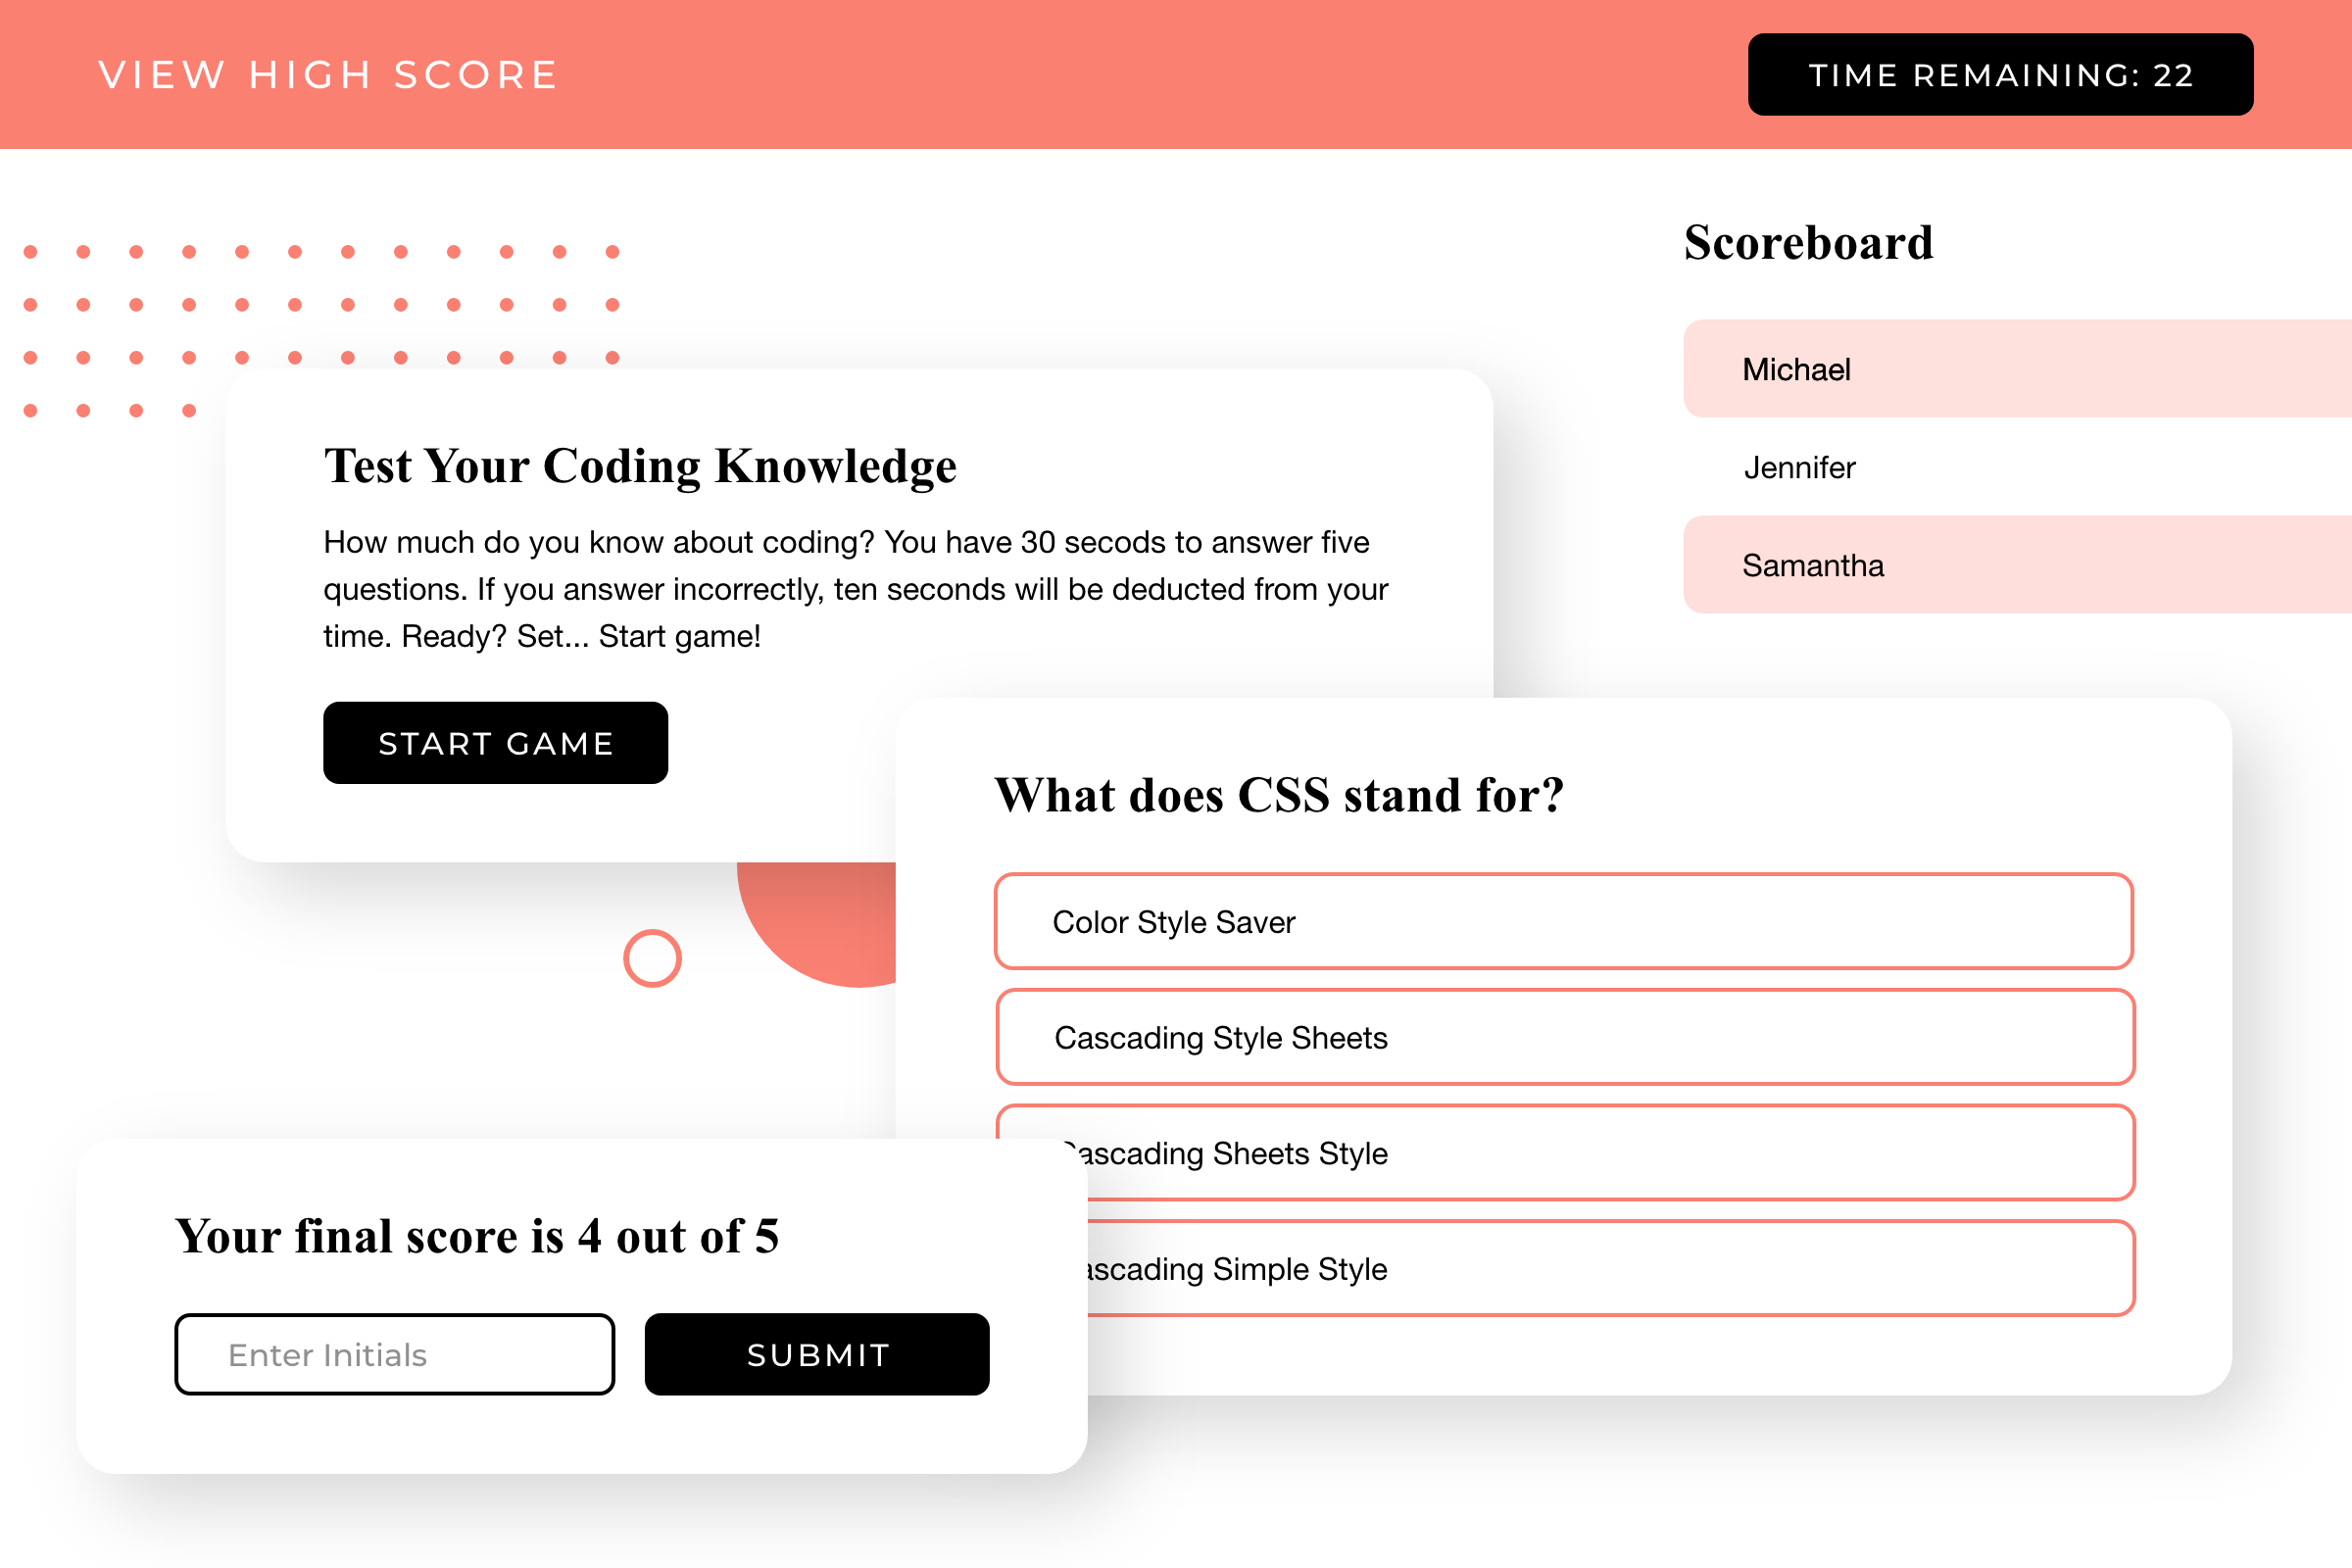 VIEW HIGH SCORE
TIME REMAINING: 22
Scoreboard
Michael
Jennifer
Samantha
Test Your Coding Knowledge
How much do you know about coding? You have 30 secods to answer five
questions. If you answer incorrectly, ten seconds will be deducted from your
time. Ready? Set... Start game!
START GAME
What does CSS stand for?
Color Style Saver
Cascading Style Sheets
Cascading Sheets Style
ascading Simple Style
Your final score is 4 out of 5
Enter Initials
SUBMIT